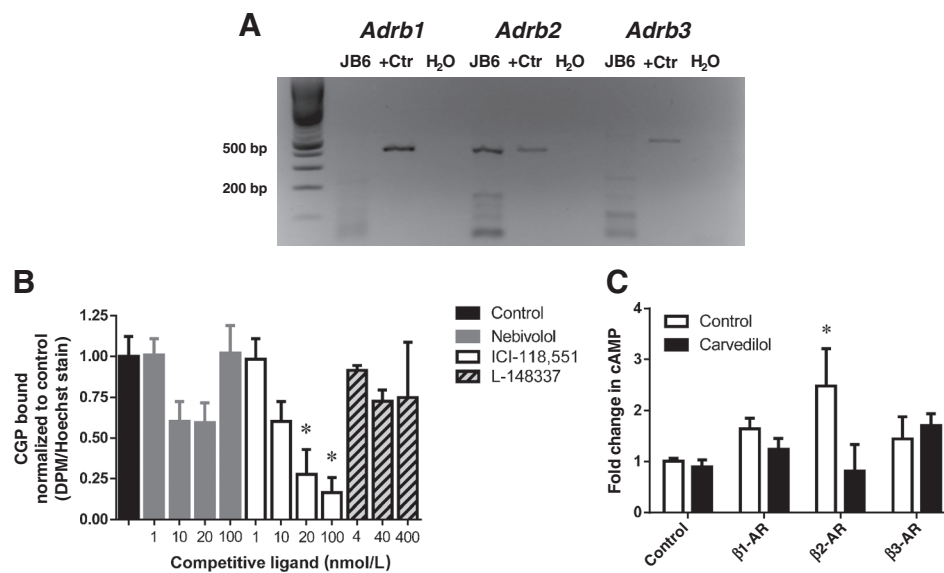 A
Adrb1 Adrb2 Adrb3
JB6 +Ctr H₂O JB6 +Ctr H₂O JB6 +Ctr H₂O
500 bp
200 bp
B
CGP bound
normalized to control
(DPM/Hoechst stain)
1.25
1.00
0.75
0.50
0.25
0.00
* *
1 10 20 100 1 10 20 100 4 40 400
Competitive ligand (nmol/L)
Control
Nebivolol
ICI-118,551
L-148337
C
Fold change in cAMP
4
3
2
1
0
Control
Carvedilol
*
Control β1-AR β2-AR β3-AR